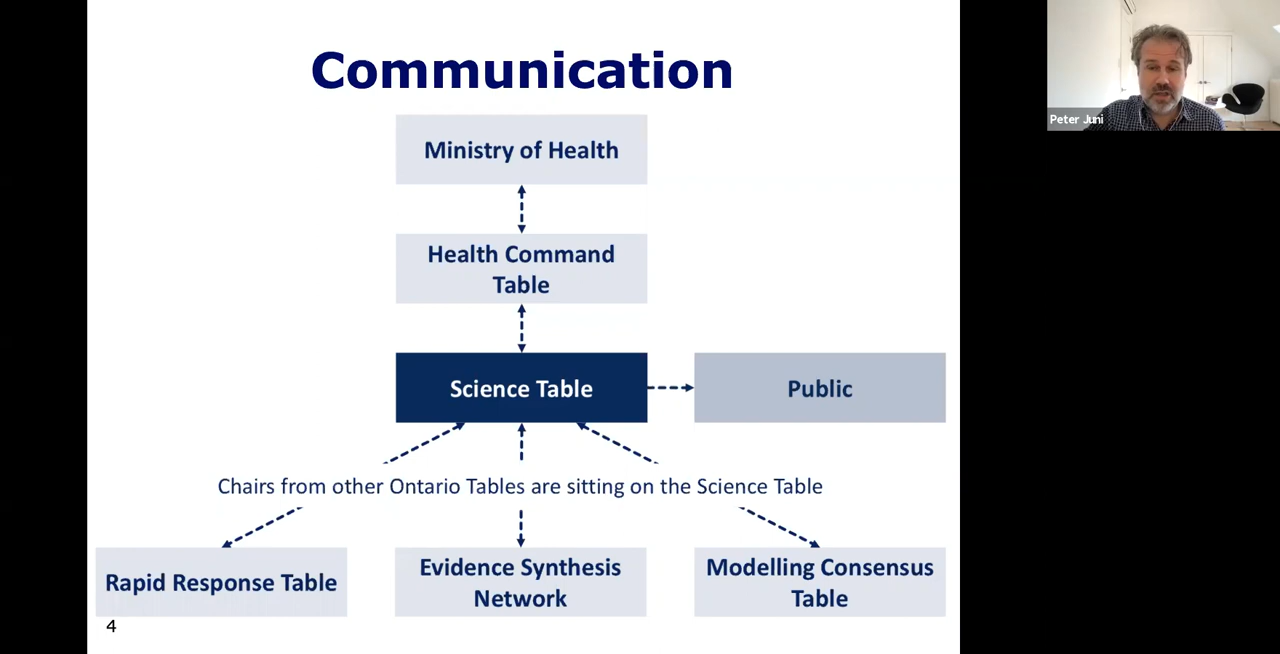 Communication
Peter Juni
Ministry of Health
Health Command
Table
Science Table
Public
Chairs from other Ontario Tables are sitting on the Science Table
Rapid Response Table
Evidence Synthesis
Network
Modelling Consensus
Table
4